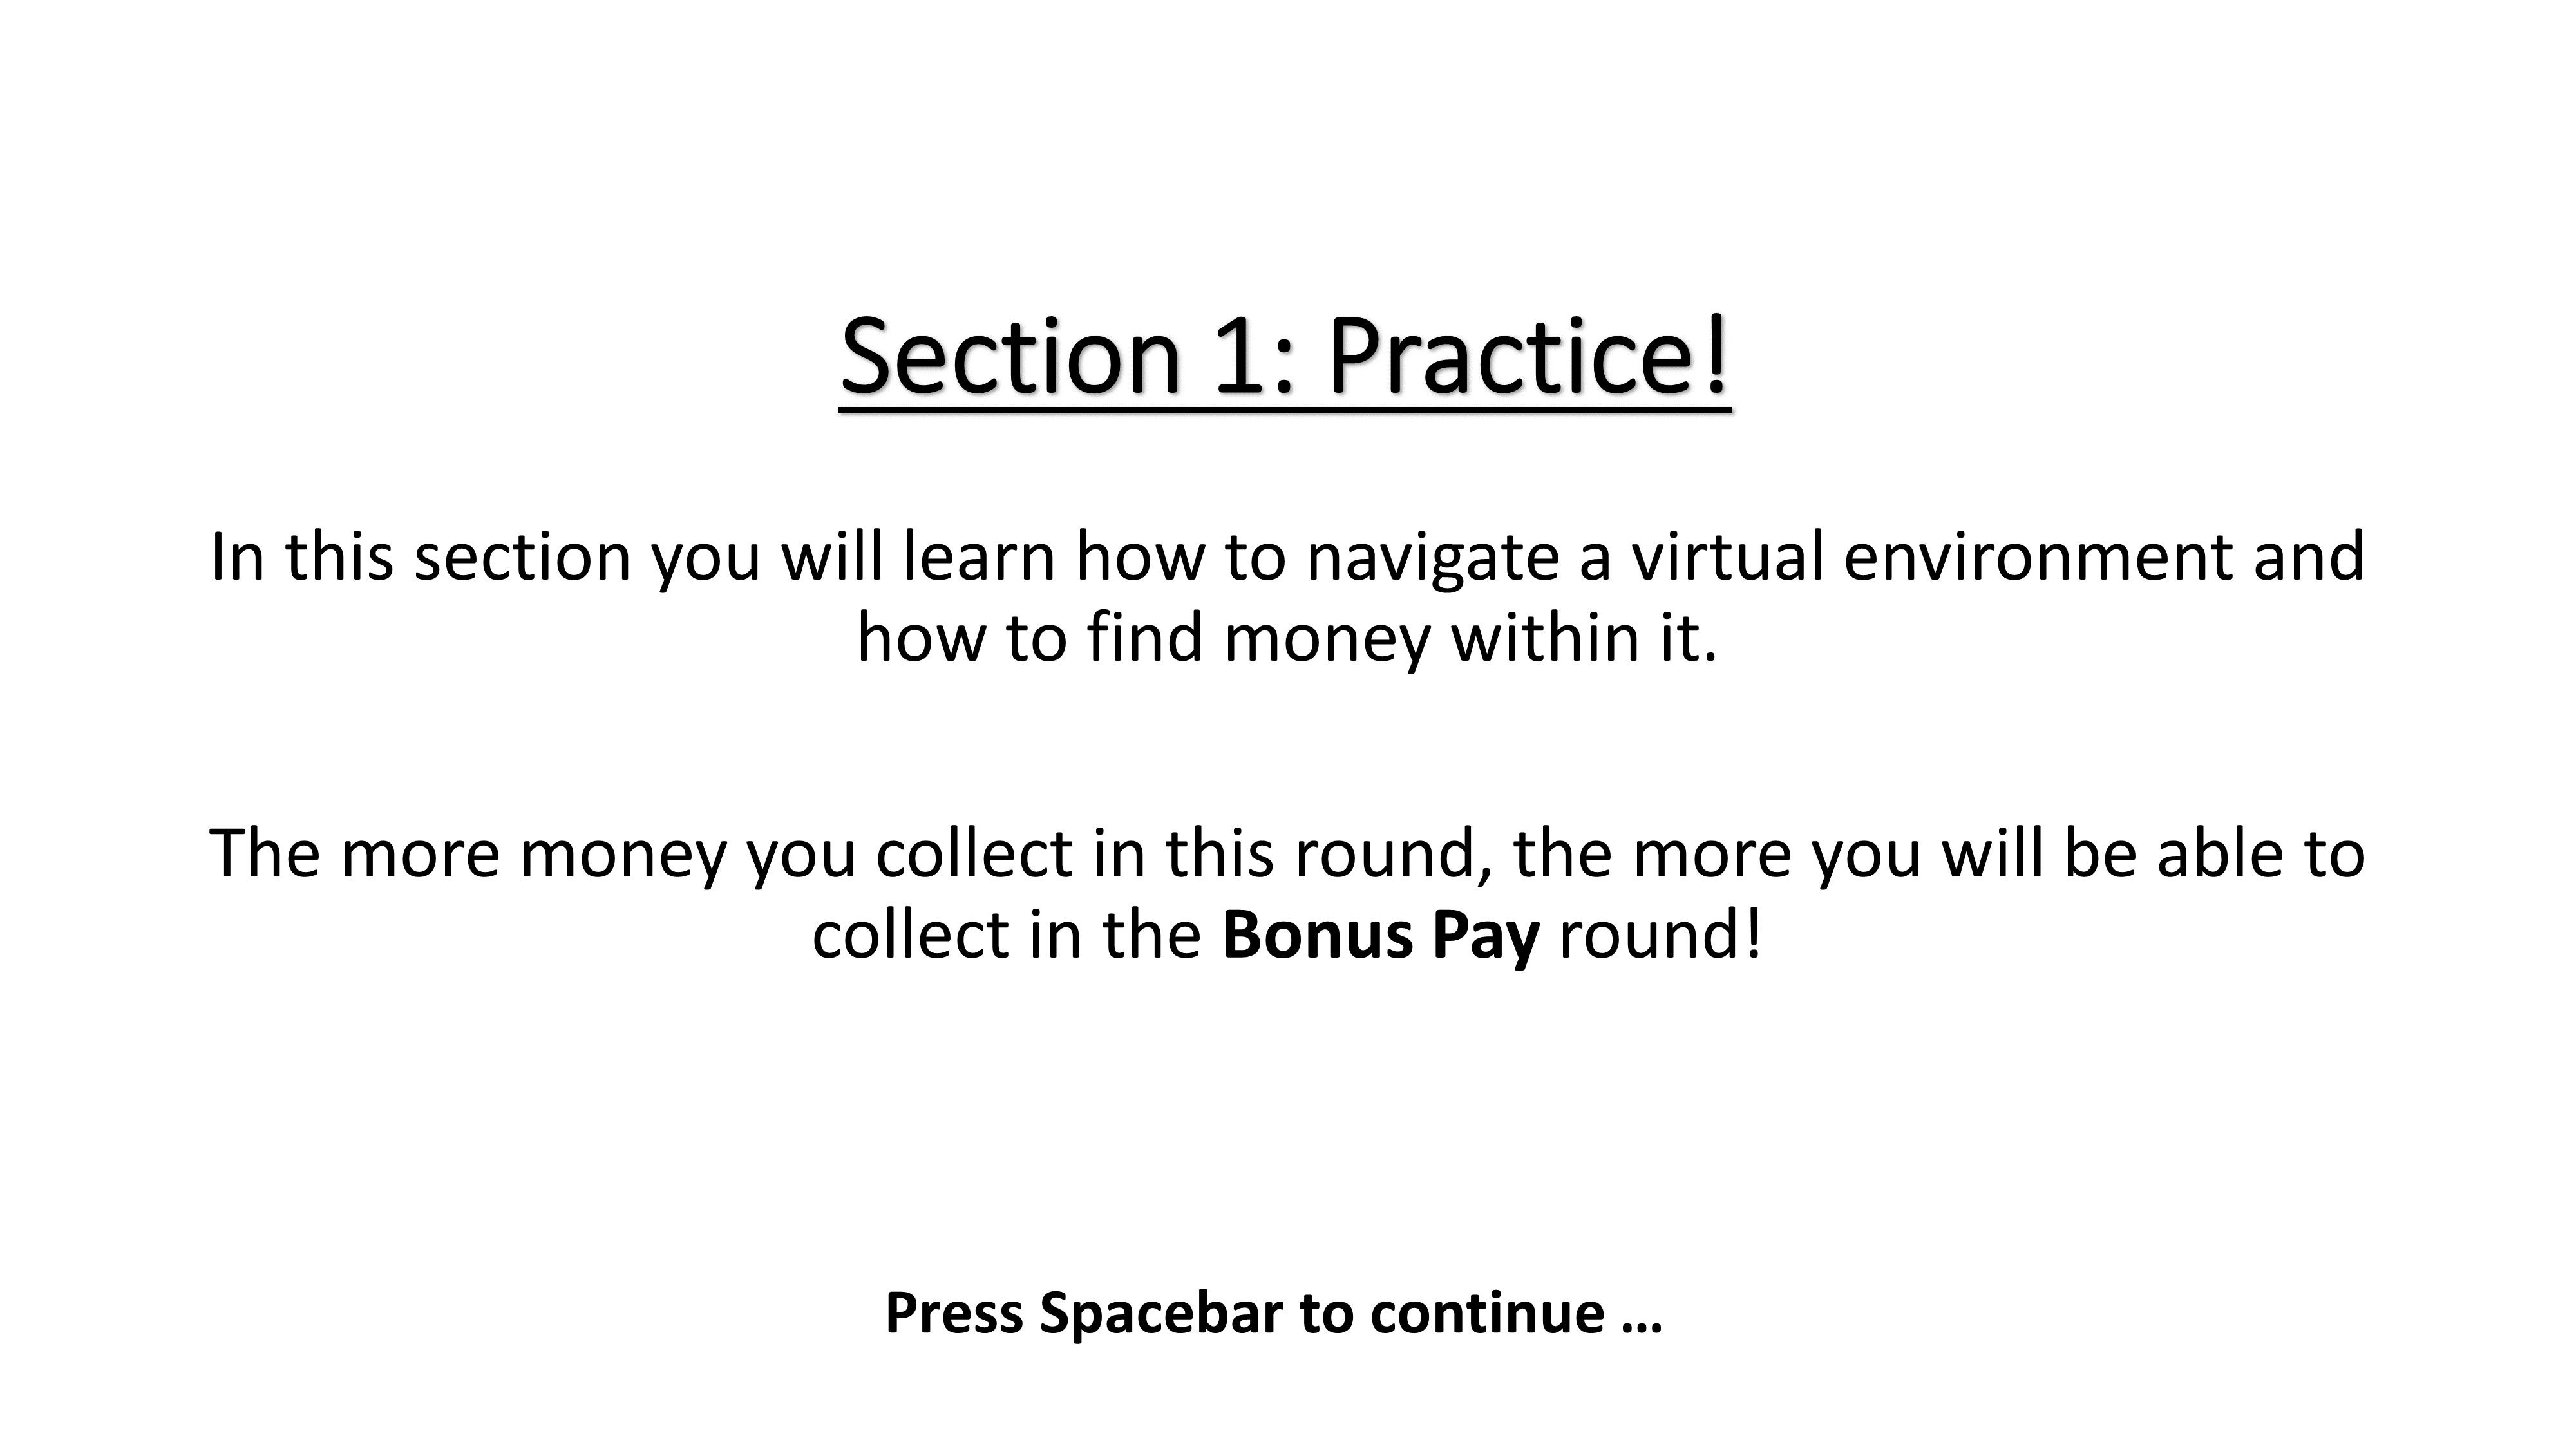 Section 1: Practice!
In this section you will learn how to navigate a virtual environment and
how to find money within it.
The more money you collect in this round, the more you will be able to
collect in the Bonus Pay round!
Press Spacebar to continue …